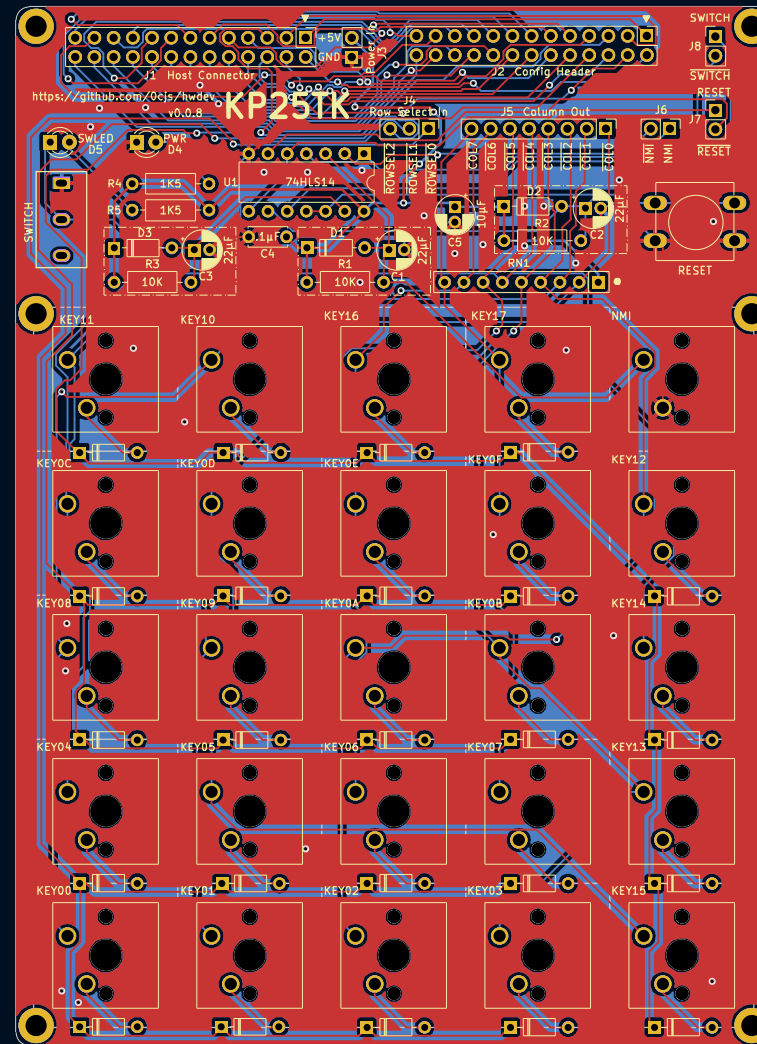 SWITCH
+5V
GND
Power In
J3
J8
J1 Host Connector
J2 Config Header
SWITCH
https://github.com/0cjs/hwdev
v0.0.8
KP25TK
RESET
J4
Row Select In
J5 Column Out
J6
J7
SWLED
D5
PWR
D4
ROWSEL2
ROWSEL1
ROWSEL0
COL7
COL6
COL5
COL4
COL3
COL2
COL1
COL0
NMI
NMI
RESET
R4
1K5
U1
74HLS14
R5
1K5
SWITCH
D2
22µF
10µF
C5
R2
C2
10K
D3
22µF
.1µF
C4
D1
22µF
R3
C3
R1
C1
10K
10K
RN1
RESET
KEY11
KEY10
KEY16
KEY17
NMI
KEY0C
KEY0D
KEY0E
KEY0F
KEY12
KEY08
KEY09
KEY0A
KEY0B
KEY14
KEY04
KEY05
KEY06
KEY07
KEY13
KEY00
KEY01
KEY02
KEY03
KEY15